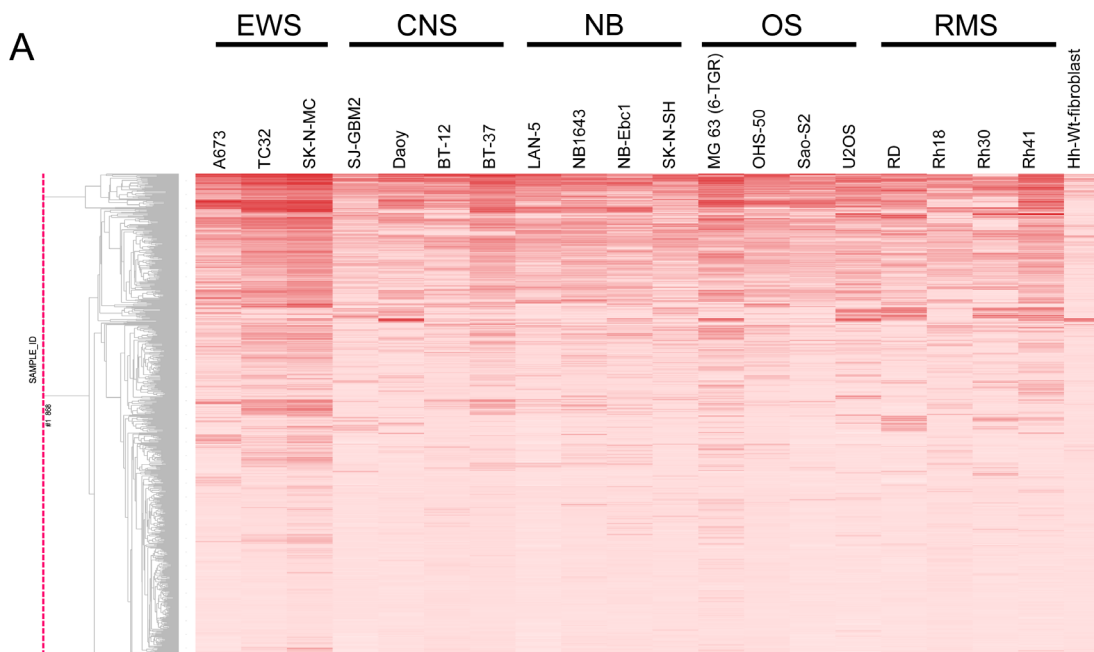 A
EWS
CNS
NB
OS
RMS
A673
TC32
SK-N-MC
SJ-GBM2
Daoy
BT-12
BT-37
LAN-5
NB1643
NB-Ebc1
SK-N-SH
MG 63 (6-TGR)
OHS-50
Sao-S2
U2OS
RD
Rh18
Rh30
Rh41
Hh-Wt-fibroblast
SAMPLE_ID
#1 868